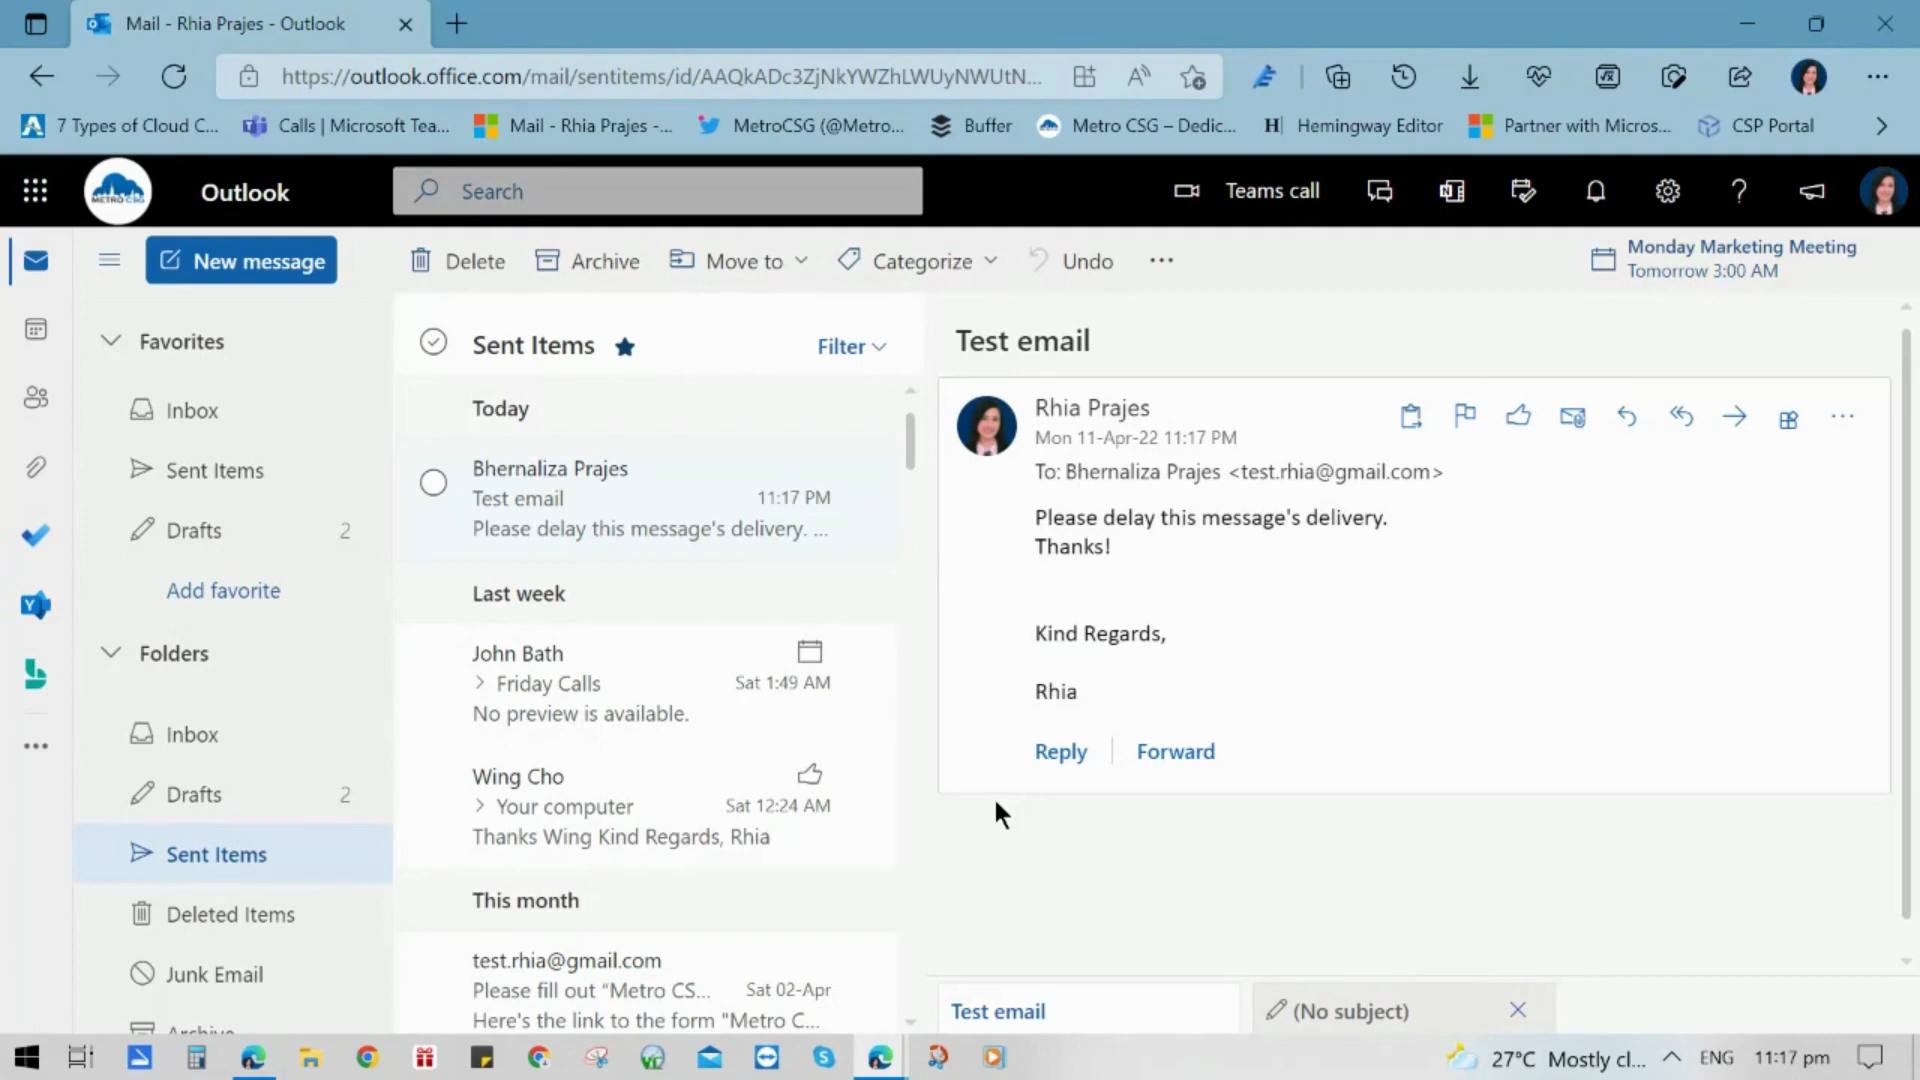 Mail - Rhia Prajes - Outlook
https://outlook.office.com/mail/sentitems/id/AAQkADc3ZjNkYWZhLWUyNWUtN...
7 Types of Cloud C...
Calls | Microsoft Tea...
Mail - Rhia Prajes -...
MetroCSG (@Metro...
Buffer
Metro CSG – Dedic...
Hemingway Editor
Partner with Micros...
CSP Portal
METRO CSG
Outlook
Search
Teams call
New message
Delete
Archive
Move to
Categorize
Undo
Monday Marketing Meeting
Tomorrow 3:00 AM
Favorites
Inbox
Sent Items
Drafts 2
Add favorite
Folders
Inbox
Drafts 2
Sent Items
Deleted Items
Junk Email
Archive
Sent Items
Filter
Today
Bhernaliza Prajes
Test email 11:17 PM
Please delay this message's delivery. ...
Last week
John Bath
Friday Calls Sat 1:49 AM
No preview is available.
Wing Cho
Your computer Sat 12:24 AM
Thanks Wing Kind Regards, Rhia
This month
test.rhia@gmail.com
Please fill out "Metro CS... Sat 02-Apr
Here's the link to the form "Metro C...
Test email
Rhia Prajes
Mon 11-Apr-22 11:17 PM
To: Bhernaliza Prajes <test.rhia@gmail.com>
Please delay this message's delivery.
Thanks!
Kind Regards,
Rhia
Reply
Forward
Test email
(No subject)
27°C Mostly cl...
ENG
11:17 pm